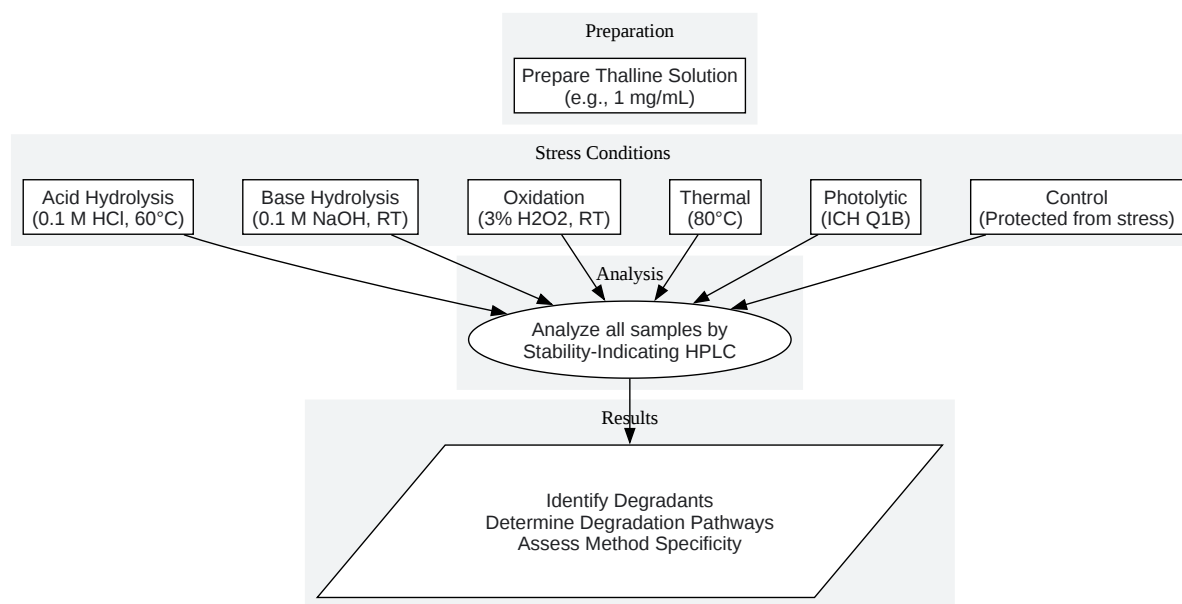 Preparation
Prepare Thalline Solution
(e.g., 1 mg/mL)
Stress Conditions
Acid Hydrolysis
(0.1 M HCl, 60°C)
Base Hydrolysis
(0.1 M NaOH, RT)
Oxidation
(3% H2O2, RT)
Thermal
(80°C)
Photolytic
(ICH Q1B)
Control
(Protected from stress)
Analysis
Analyze all samples by
Stability-Indicating HPLC
Results
Identify Degradants
Determine Degradation Pathways
Assess Method Specificity